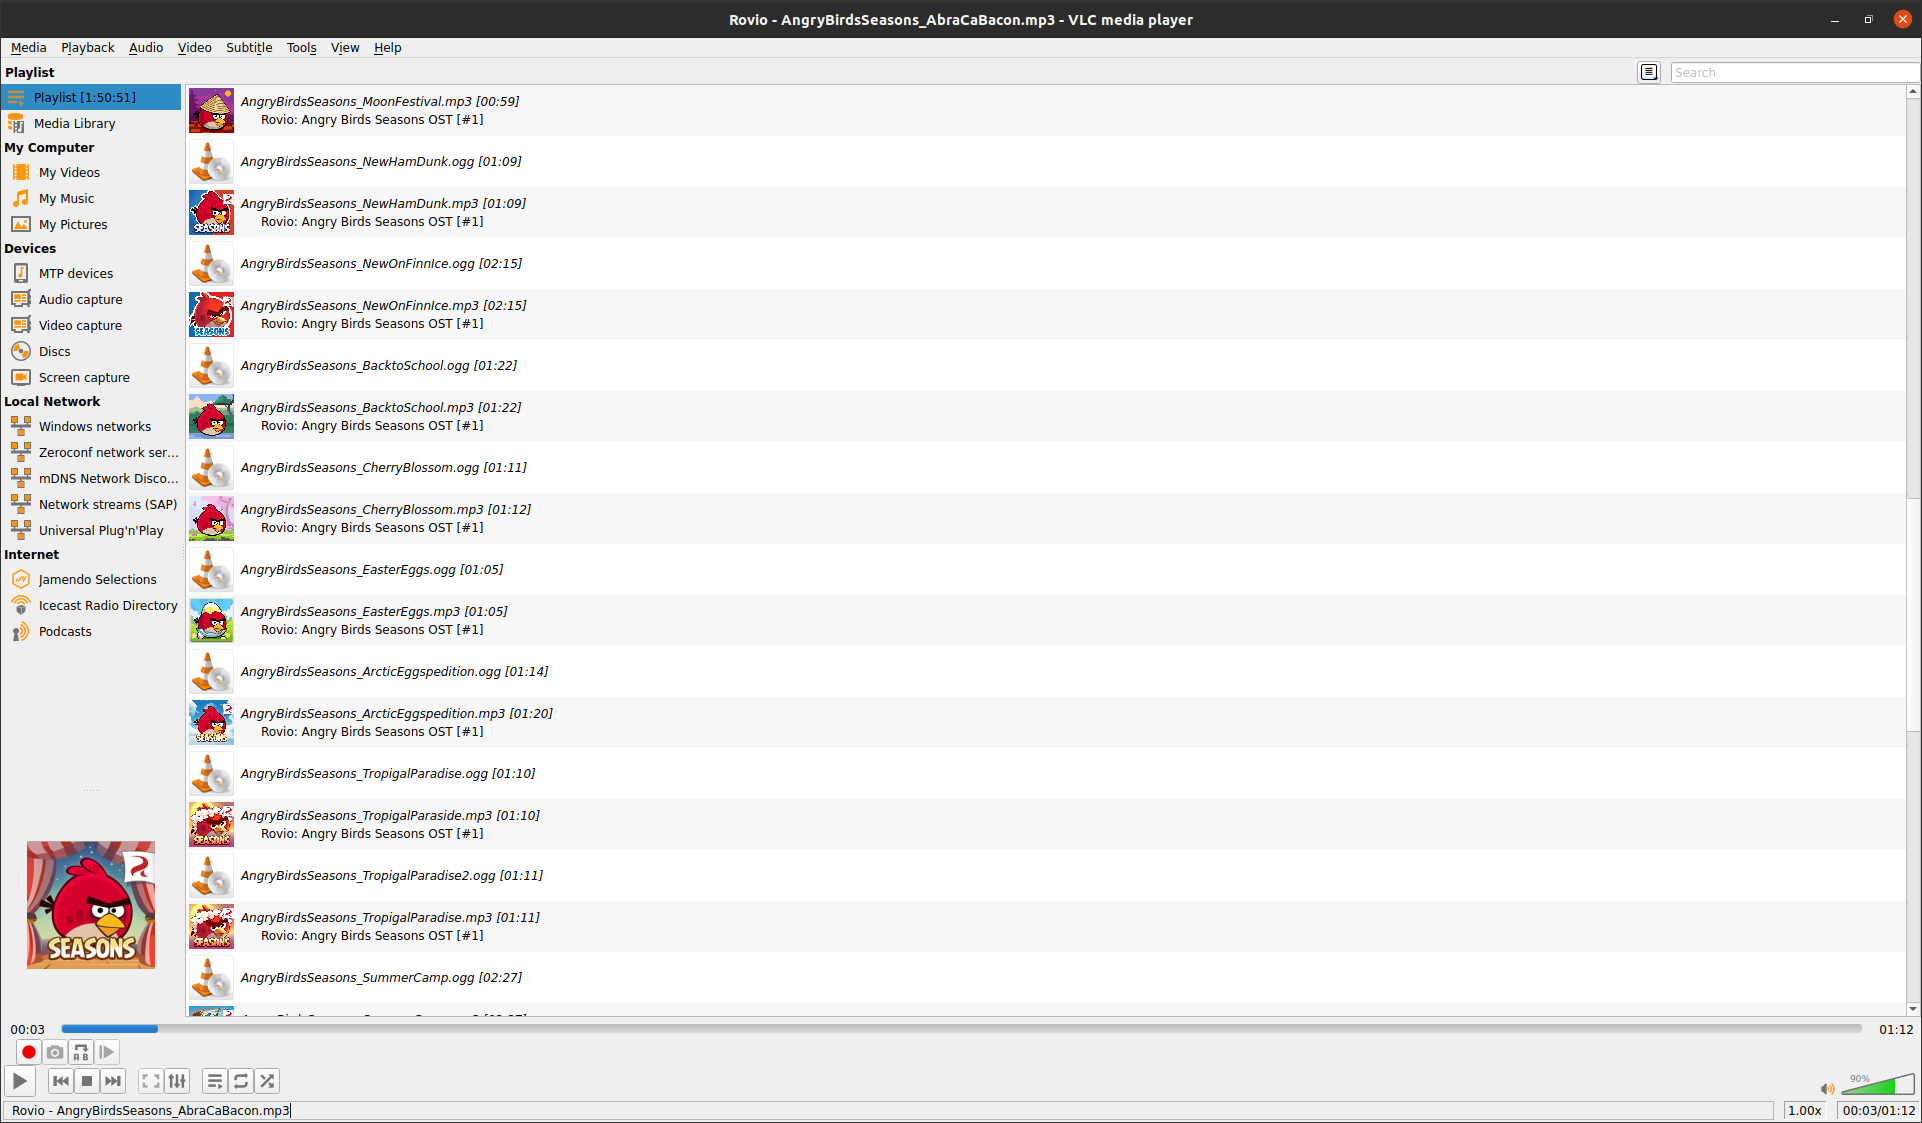 Rovio - AngryBirdsSeasons_AbraCaBacon.mp3 - VLC media player
Media Playback Audio Video Subtitle Tools View Help
Playlist
Search
Playlist [1:50:51]
Media Library
My Computer
My Videos
My Music
My Pictures
Devices
MTP devices
Audio capture
Video capture
Discs
Screen capture
Local Network
Windows networks
Zeroconf network ser...
mDNS Network Disco...
Network streams (SAP)
Universal Plug'n'Play
Internet
Jamendo Selections
Icecast Radio Directory
Podcasts
SEASONS
AngryBirdsSeasons_MoonFestival.mp3 [00:59]
Rovio: Angry Birds Seasons OST [#1]
AngryBirdsSeasons_NewHamDunk.ogg [01:09]
AngryBirdsSeasons_NewHamDunk.mp3 [01:09]
Rovio: Angry Birds Seasons OST [#1]
SEASONS
AngryBirdsSeasons_NewOnFinnIce.ogg [02:15]
AngryBirdsSeasons_NewOnFinnIce.mp3 [02:15]
Rovio: Angry Birds Seasons OST [#1]
SEASONS
AngryBirdsSeasons_BacktoSchool.ogg [01:22]
AngryBirdsSeasons_BacktoSchool.mp3 [01:22]
Rovio: Angry Birds Seasons OST [#1]
AngryBirdsSeasons_CherryBlossom.ogg [01:11]
AngryBirdsSeasons_CherryBlossom.mp3 [01:12]
Rovio: Angry Birds Seasons OST [#1]
AngryBirdsSeasons_EasterEggs.ogg [01:05]
AngryBirdsSeasons_EasterEggs.mp3 [01:05]
Rovio: Angry Birds Seasons OST [#1]
AngryBirdsSeasons_ArcticEggspedition.ogg [01:14]
AngryBirdsSeasons_ArcticEggspedition.mp3 [01:20]
Rovio: Angry Birds Seasons OST [#1]
SEASONS
AngryBirdsSeasons_TropigalParadise.ogg [01:10]
AngryBirdsSeasons_TropigalParaside.mp3 [01:10]
Rovio: Angry Birds Seasons OST [#1]
SEASONS
AngryBirdsSeasons_TropigalParadise2.ogg [01:11]
AngryBirdsSeasons_TropigalParadise.mp3 [01:11]
Rovio: Angry Birds Seasons OST [#1]
SEASONS
AngryBirdsSeasons_SummerCamp.ogg [02:27]
00:03
01:12
A B
90%
Rovio - AngryBirdsSeasons_AbraCaBacon.mp3
1.00x
00:03/01:12